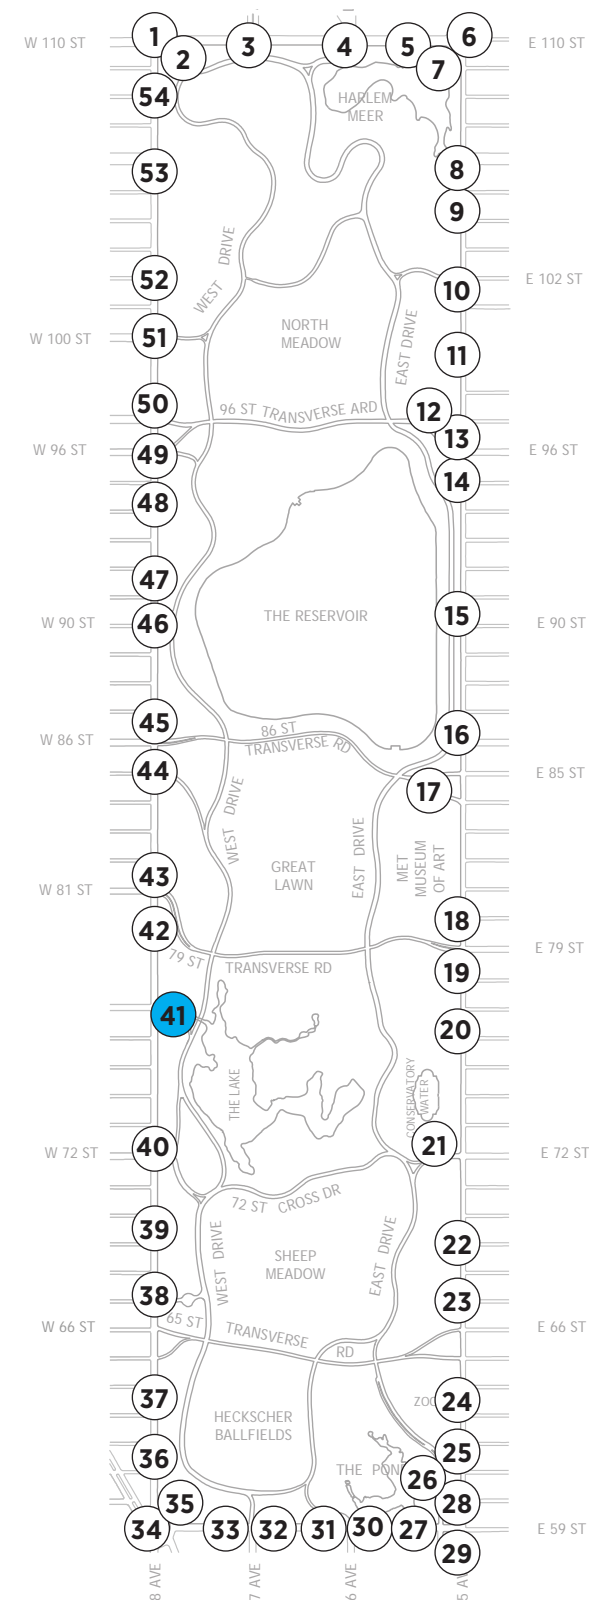 1
2
3
4
5
6
7
W 110 ST
E 110 ST
54
HARLEM
MEER
53
8
9
WEST DRIVE
52
10
E 102 ST
51
W 100 ST
NORTH
MEADOW
EAST DRIVE
11
50
96 ST TRANSVERSE ARD
12
13
W 96 ST
49
E 96 ST
14
48
47
46
W 90 ST
THE RESERVOIR
15
E 90 ST
45
86 ST
TRANSVERSE RD
16
W 86 ST
44
E 85 ST
17
WEST DRIVE
EAST DRIVE
MET
MUSEUM
OF ART
43
GREAT
LAWN
W 81 ST
42
18
79 ST TRANSVERSE RD
E 79 ST
19
41
20
THE LAKE
CONSERVATORY
WATER
40
21
W 72 ST
E 72 ST
72 ST CROSS DR
39
WEST DRIVE
SHEEP
MEADOW
EAST DRIVE
22
38
23
65 ST TRANSVERSE RD
W 66 ST
E 66 ST
37
ZOO
24
HECKSCHER
BALLFIELDS
36
THE POND
25
26
35
28
34
33
32
31
30
27
E 59 ST
29
8 AVE
7 AVE
6 AVE
5 AV